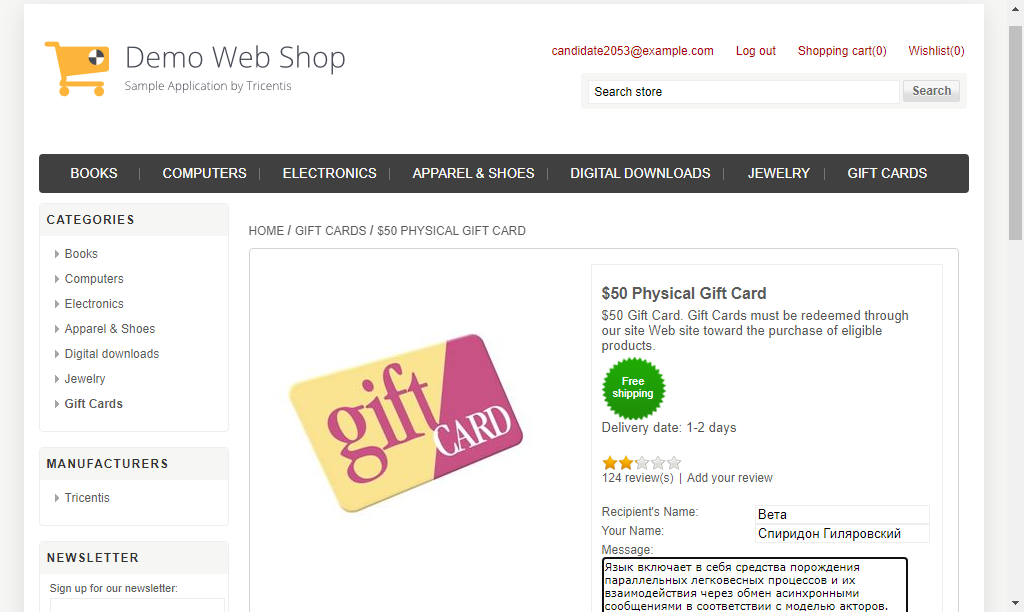 Demo Web Shop
Sample Application by Tricentis
candidate2053@example.com Log out Shopping cart(0) Wishlist(0)
Search store Search
BOOKS COMPUTERS ELECTRONICS APPAREL & SHOES DIGITAL DOWNLOADS JEWELRY GIFT CARDS
CATEGORIES
Books
Computers
Electronics
Apparel & Shoes
Digital downloads
Jewelry
Gift Cards
MANUFACTURERS
Tricentis
NEWSLETTER
Sign up for our newsletter:
HOME / GIFT CARDS / $50 PHYSICAL GIFT CARD
gift
CARD
$50 Physical Gift Card
$50 Gift Card. Gift Cards must be redeemed through
our site Web site toward the purchase of eligible
products.
Free
shipping
Delivery date: 1-2 days
124 review(s) | Add your review
Recipient's Name: Вета
Your Name: Спиридон Гиляровский
Message:
Язык включает в себя средства порождения
параллельных легковесных процессов и их
взаимодействия через обмен асинхронными
сообщениями в соответствии с моделью акторов.